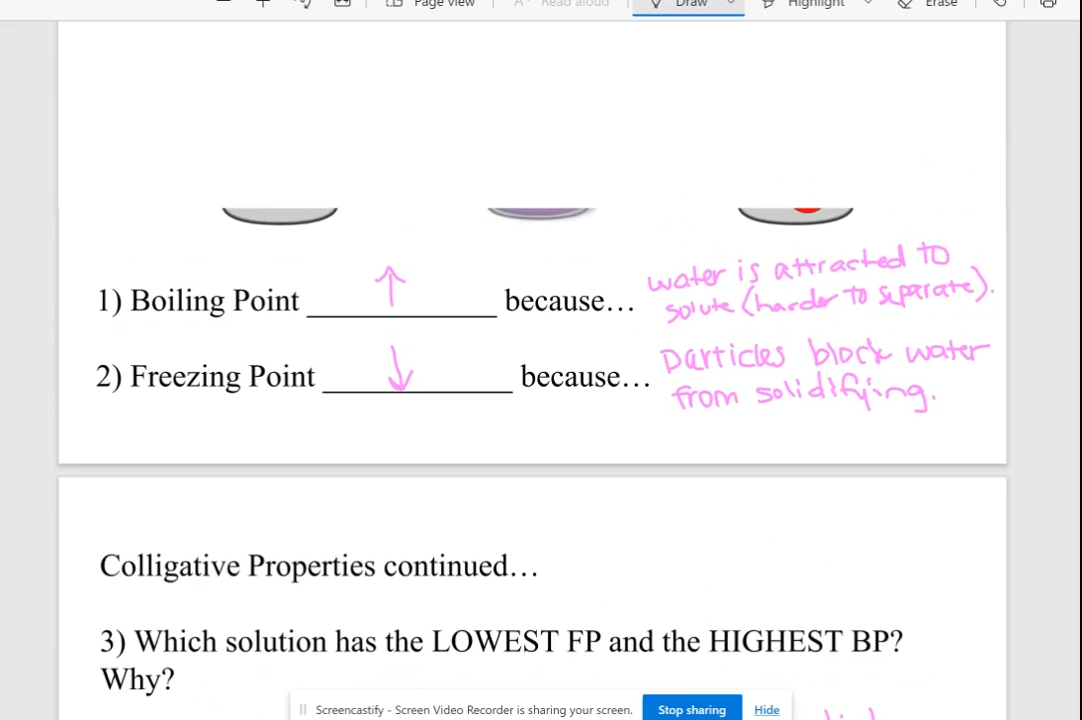 Page view
Read aloud
Draw
Highlight
Erase
1) Boiling Point ____________ because… water is attracted to
solute (harder to separate).
2) Freezing Point ____________ because… particles block water
from solidifying.
Colligative Properties continued…
3) Which solution has the LOWEST FP and the HIGHEST BP?
Why?
Screencastify - Screen Video Recorder is sharing your screen.
Stop sharing
Hide